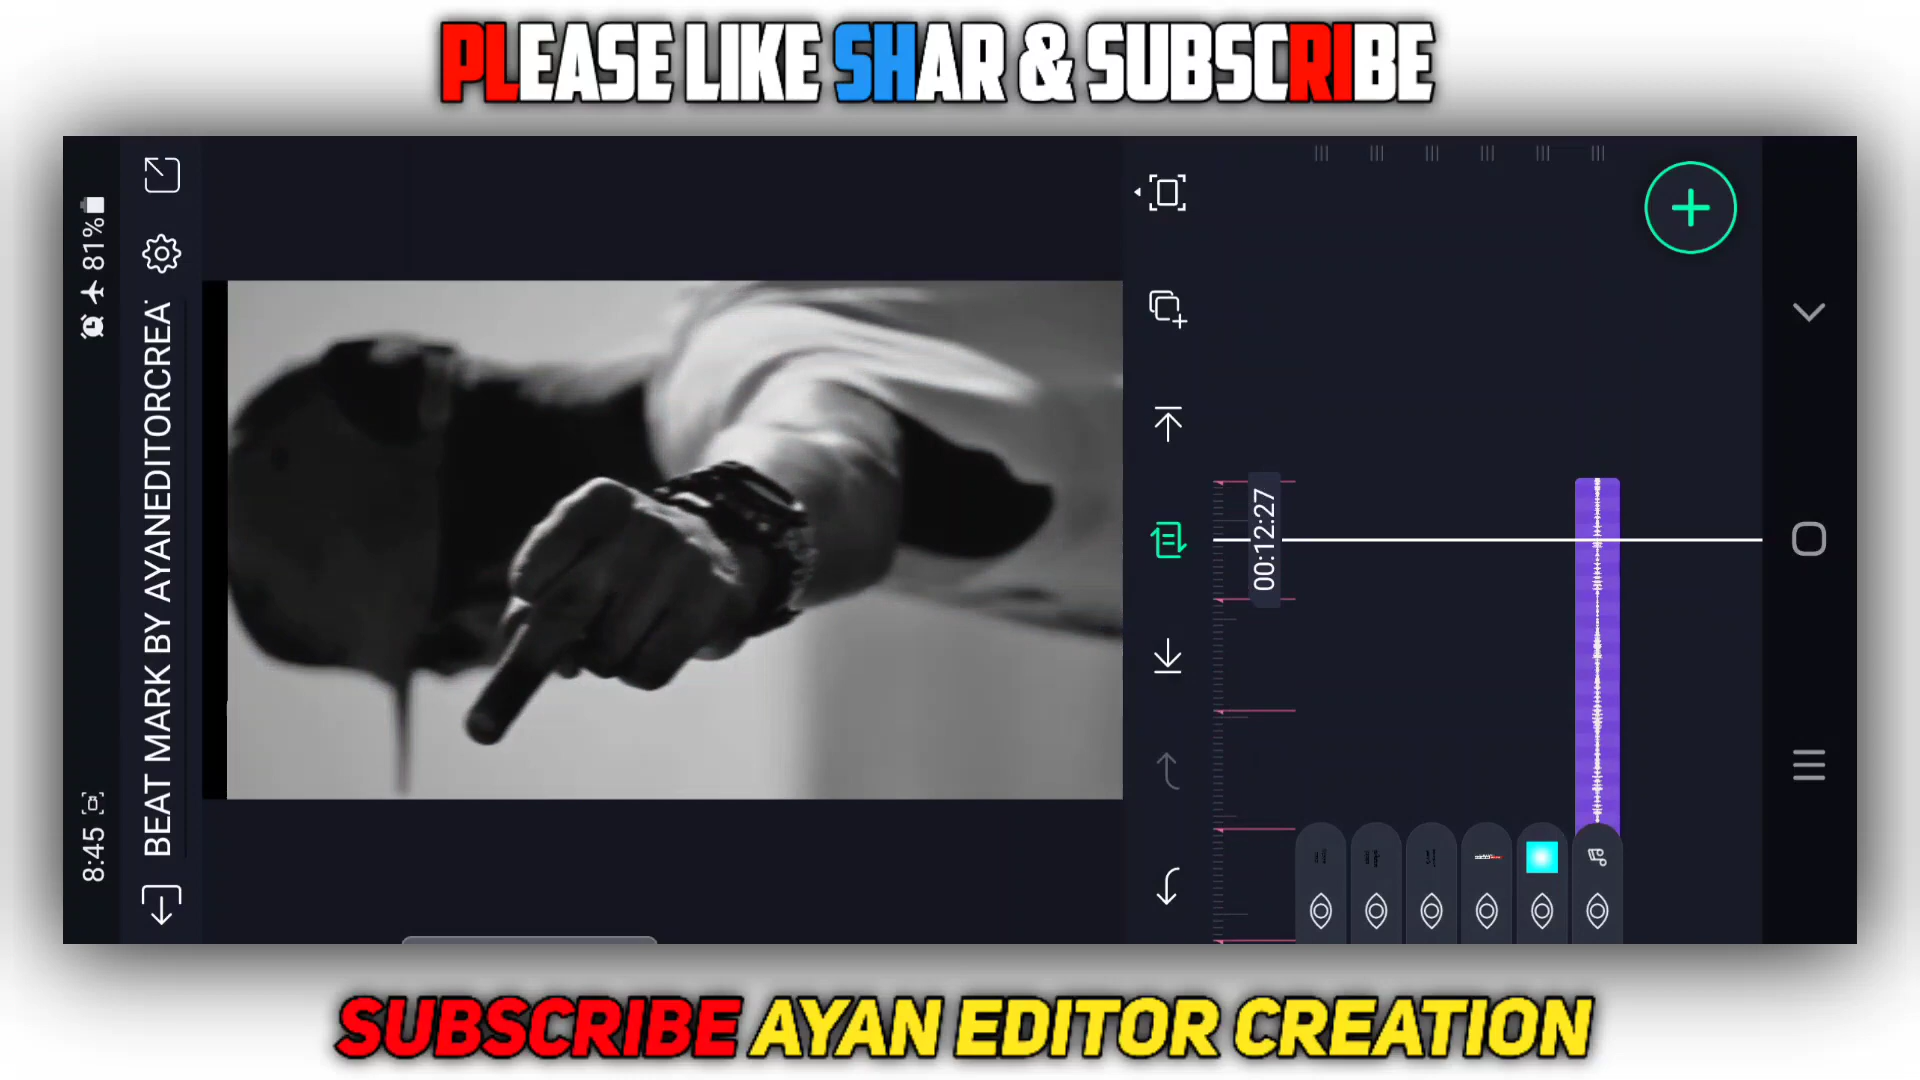 PLEASE LIKE SHAR & SUBSCRIBE
8:45
81%
BEAT MARK BY AYANEDITORCREA
00:12:27
SUBSCRIBE AYAN EDITOR CREATION